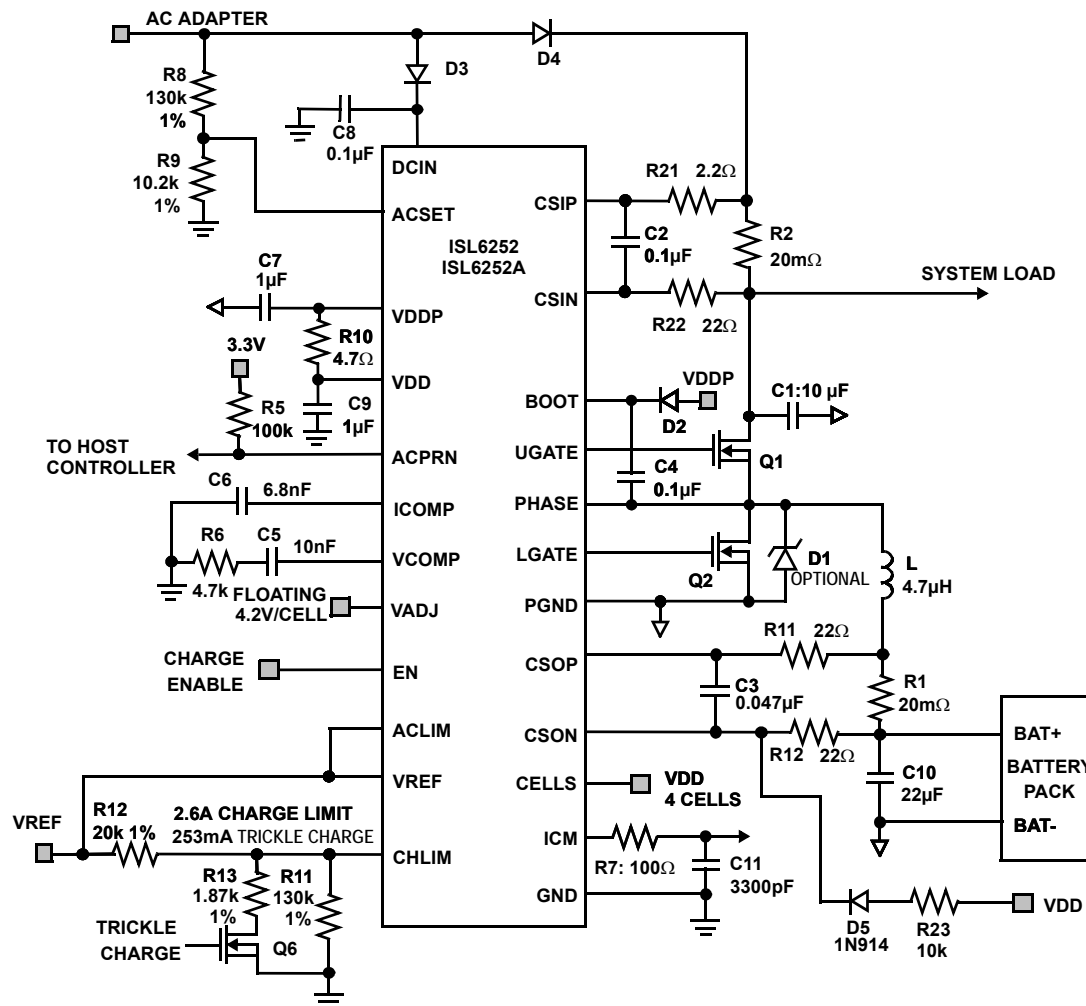 AC ADAPTER
D3
D4
R8
130k
1%
C8
0.1µF
R9
10.2k
1%
DCIN
ACSET
ISL6252
ISL6252A
CSIP
R21 2.2Ω
C2
0.1µF
R2
20mΩ
SYSTEM LOAD
CSIN
R22 22Ω
C7
1µF
VDDP
R10
4.7Ω
3.3V
VDD
R5
100k
C9
1µF
BOOT
VDDP
D2
C1:10 µF
TO HOST
CONTROLLER
ACPRN
UGATE
Q1
C4
0.1µF
C6
6.8nF
ICOMP
PHASE
R6
4.7k
C5
10nF
VCOMP
LGATE
Q2
D1
OPTIONAL
L
4.7µH
FLOATING
4.2V/CELL
VADJ
PGND
R11 22Ω
CHARGE
ENABLE
EN
CSOP
C3
0.047µF
R1
20mΩ
ACLIM
CSON
R12 22Ω
BAT+
BATTERY
PACK
BAT-
C10
22µF
VREF
CELLS
VDD
4 CELLS
VREF
R12
20k 1%
2.6A CHARGE LIMIT
253mA TRICKLE CHARGE
CHLIM
ICM
R7: 100Ω
C11
3300pF
R13
1.87k
1%
R11
130k
1%
GND
TRICKLE
CHARGE
Q6
D5
1N914
R23
10k
VDD